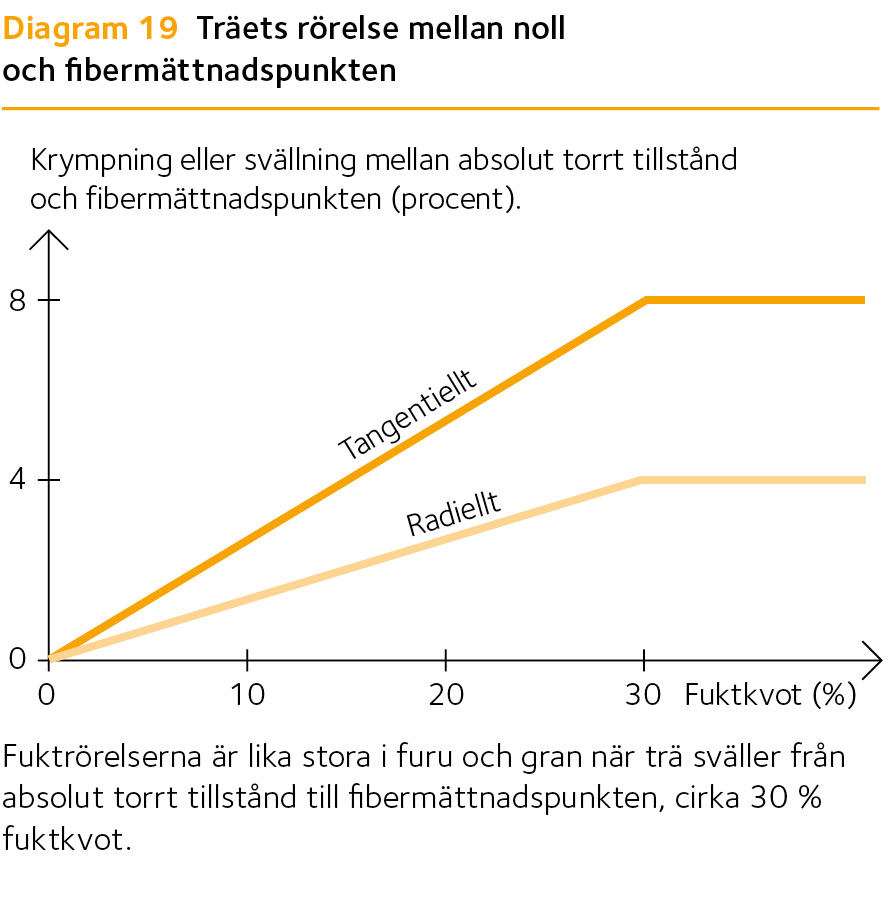 Diagram 19 Träets rörelse mellan noll
och fibermättnadspunkten
Krympning eller svällning mellan absolut torrt tillstånd
och fibermättnadspunkten (procent).
8
Tangentiellt
4
Radiellt
0
0 10 20 30 Fuktkvot (%)
Fuktrörelserna är lika stora i furu och gran när trä sväller från
absolut torrt tillstånd till fibermättnadspunkten, cirka 30 %
fuktkvot.